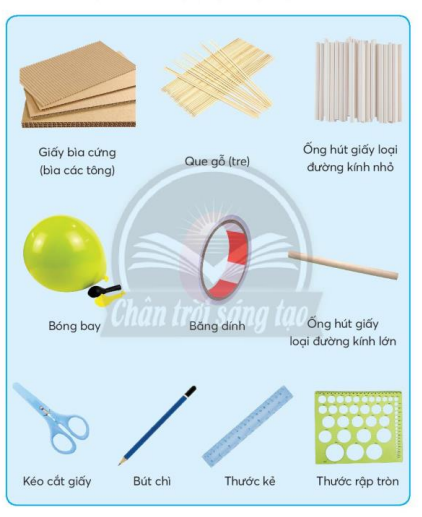 Giấy bìa cứng
(bìa các tông)
Que gỗ (tre)
Ống hút giấy loại
đường kính nhỏ
Chân trời sáng tạo
Bóng bay
Băng dính
Ống hút giấy
loại đường kính lớn
Kéo cắt giấy
Bút chì
Thước kẻ
Thước rập tròn